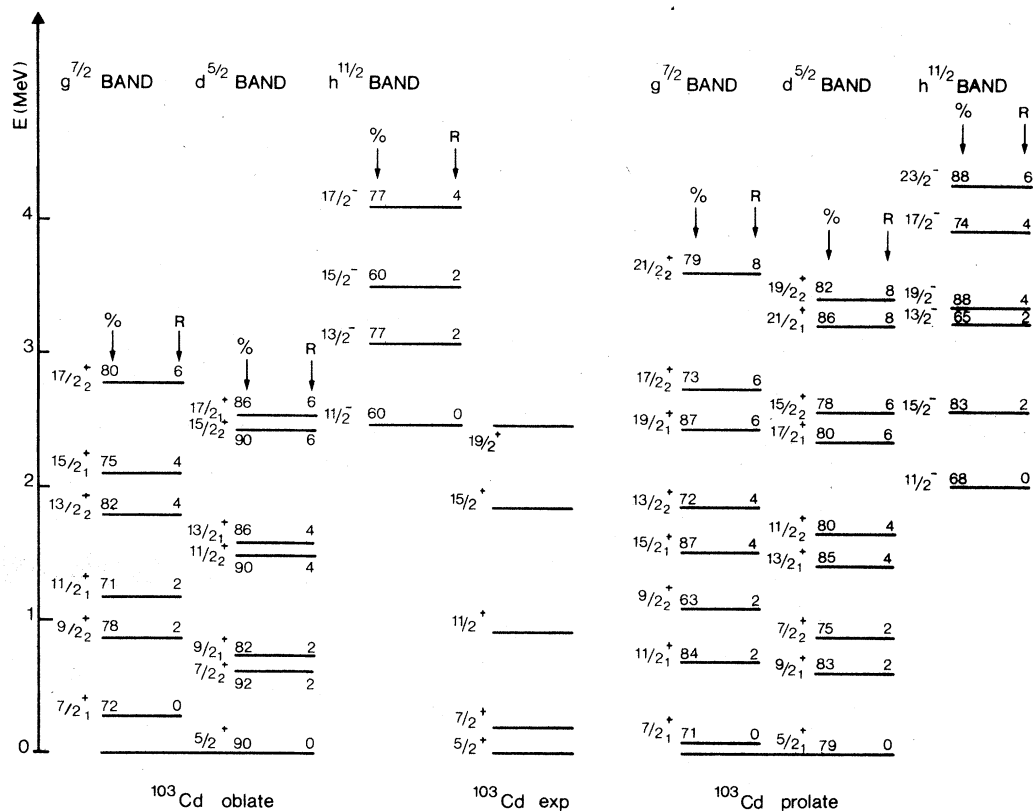 E (MeV)
4
3
2
1
0
g 7/2 BAND
% R
17/2₂⁺ 80 6
15/2₁⁺ 75 4
13/2₂⁺ 82 4
11/2₁⁺ 71 2
9/2₂⁺ 78 2
7/2₁⁺ 72 0
d 5/2 BAND
% R
17/2₁⁺ 86 6
15/2₂⁺ 90 6
13/2₁⁺ 86 4
11/2₂⁺ 90 4
9/2₁⁺ 82 2
7/2₂⁺ 92 2
5/2⁺ 90 0
h 11/2 BAND
% R
17/2⁻ 77 4
15/2⁻ 60 2
13/2⁻ 77 2
11/2⁻ 60 0
¹⁰³Cd oblate
19/2⁺
15/2⁺
11/2⁺
7/2⁺
5/2⁺
¹⁰³Cd exp
g 7/2 BAND
% R
21/2₂⁺ 79 8
17/2₂⁺ 73 6
19/2₁⁺ 87 6
13/2₂⁺ 72 4
15/2₁⁺ 87 4
9/2₂⁺ 63 2
11/2₁⁺ 84 2
7/2₁⁺ 71 0
d 5/2 BAND
% R
19/2₂⁺ 82 8
21/2₁⁺ 86 8
15/2₂⁺ 78 6
17/2₁⁺ 80 6
11/2₂⁺ 80 4
13/2₁⁺ 85 4
7/2₂⁺ 75 2
9/2₁⁺ 83 2
5/2₁⁺ 79 0
h 11/2 BAND
% R
23/2⁻ 88 6
17/2⁻ 74 4
19/2⁻ 88 4
13/2⁻ 65 2
15/2⁻ 83 2
11/2⁻ 68 0
¹⁰³Cd prolate